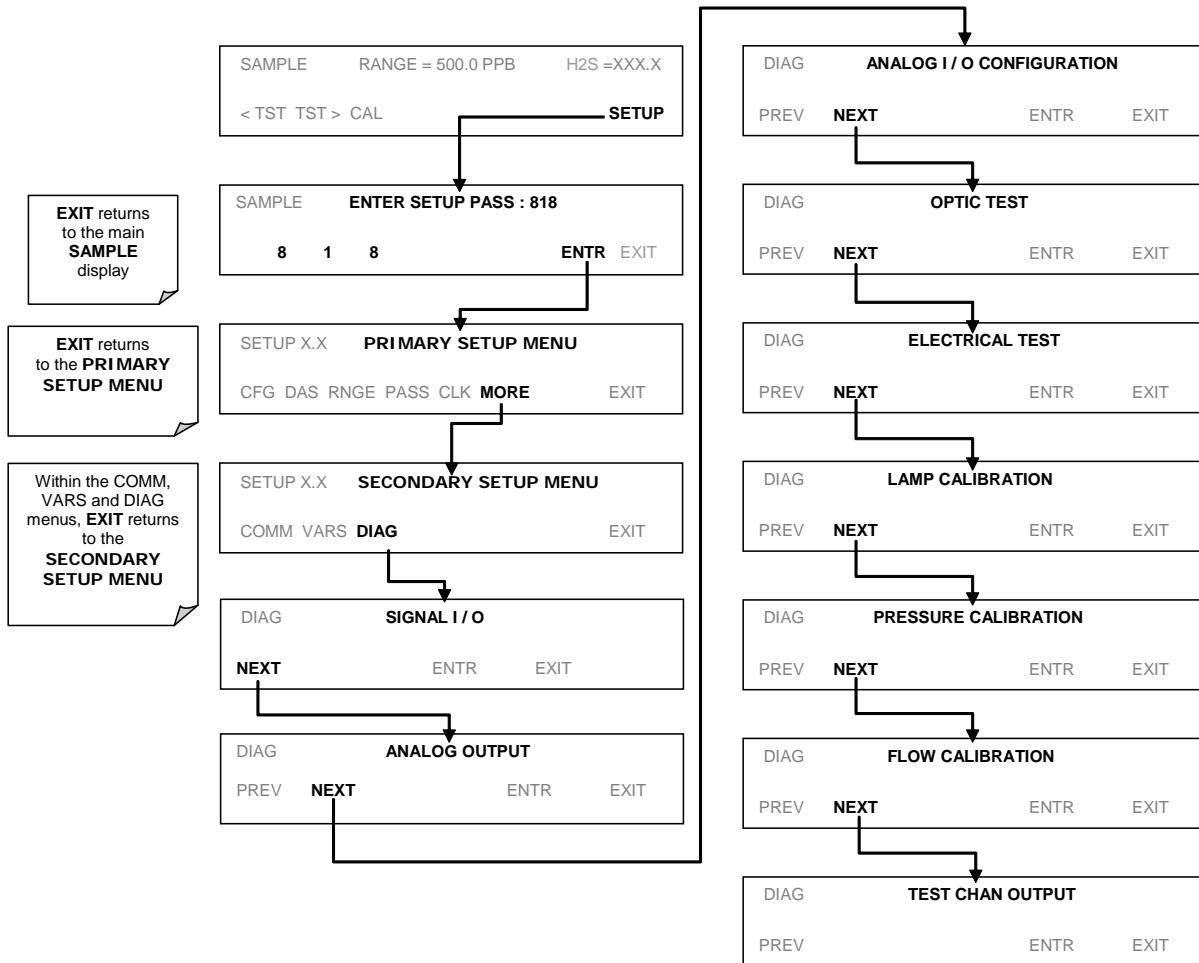 SAMPLE RANGE = 500.0 PPB H2S =XXX.X
< TST TST > CAL SETUP
EXIT returns
to the main
SAMPLE
display
SAMPLE ENTER SETUP PASS : 818
8 1 8 ENTR EXIT
EXIT returns
to the PRIMARY
SETUP MENU
SETUP X.X PRIMARY SETUP MENU
CFG DAS RNGE PASS CLK MORE EXIT
Within the COMM,
VARS and DIAG
menus, EXIT returns
to the
SECONDARY
SETUP MENU
SETUP X.X SECONDARY SETUP MENU
COMM VARS DIAG EXIT
DIAG SIGNAL I / O
NEXT ENTR EXIT
DIAG ANALOG OUTPUT
PREV NEXT ENTR EXIT
DIAG ANALOG I / O CONFIGURATION
PREV NEXT ENTR EXIT
DIAG OPTIC TEST
PREV NEXT ENTR EXIT
DIAG ELECTRICAL TEST
PREV NEXT ENTR EXIT
DIAG LAMP CALIBRATION
PREV NEXT ENTR EXIT
DIAG PRESSURE CALIBRATION
PREV NEXT ENTR EXIT
DIAG FLOW CALIBRATION
PREV NEXT ENTR EXIT
DIAG TEST CHAN OUTPUT
PREV ENTR EXIT